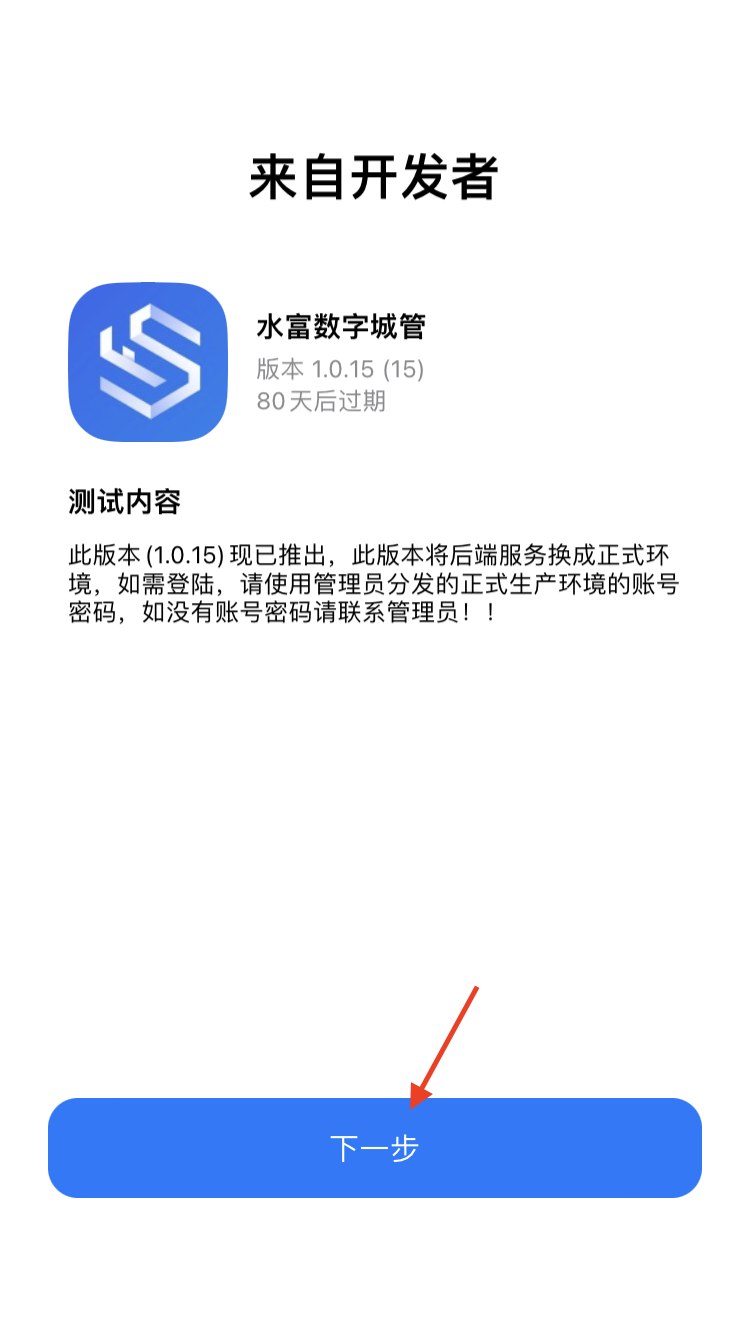 来自开发者
水富数字城管
版本 1.0.15 (15)
80 天后过期
测试内容
此版本 (1.0.15) 现已推出，此版本将后端服务换成正式环
境，如需登陆，请使用管理员分发的正式生产环境的账号
密码，如没有账号密码请联系管理员！！
下一步